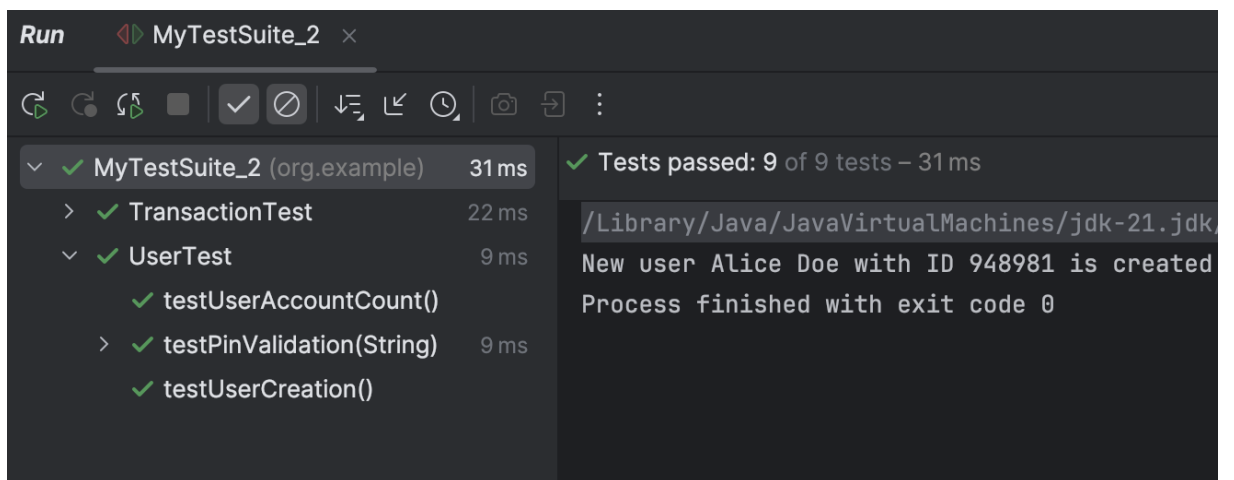 Run MyTestSuite_2
MyTestSuite_2 (org.example) 31 ms
TransactionTest 22 ms
UserTest 9 ms
testUserAccountCount()
testPinValidation(String) 9 ms
testUserCreation()
Tests passed: 9 of 9 tests – 31 ms
/Library/Java/JavaVirtualMachines/jdk-21.jdk/
New user Alice Doe with ID 948981 is created
Process finished with exit code 0